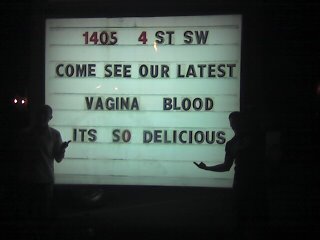 1405 4 ST SW
COME SEE OUR LATEST
VAGINA BLOOD
ITS SO DELICIOUS